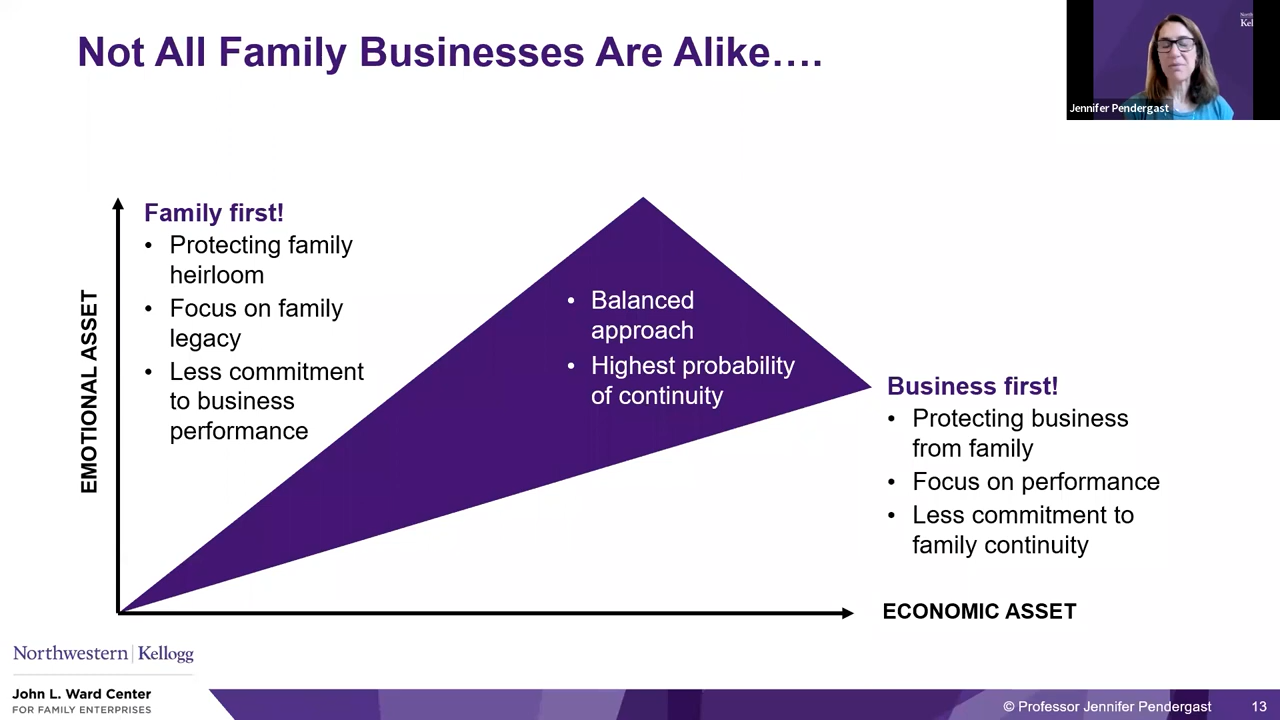 Not All Family Businesses Are Alike….
Kel
Jennifer Pendergast
EMOTIONAL ASSET
Family first!
• Protecting family
heirloom
• Focus on family
legacy
• Less commitment
to business
performance
• Balanced
approach
• Highest probability
of continuity
Business first!
• Protecting business
from family
• Focus on performance
• Less commitment to
family continuity
ECONOMIC ASSET
Northwestern | Kellogg
John L. Ward Center
FOR FAMILY ENTERPRISES
© Professor Jennifer Pendergast
13